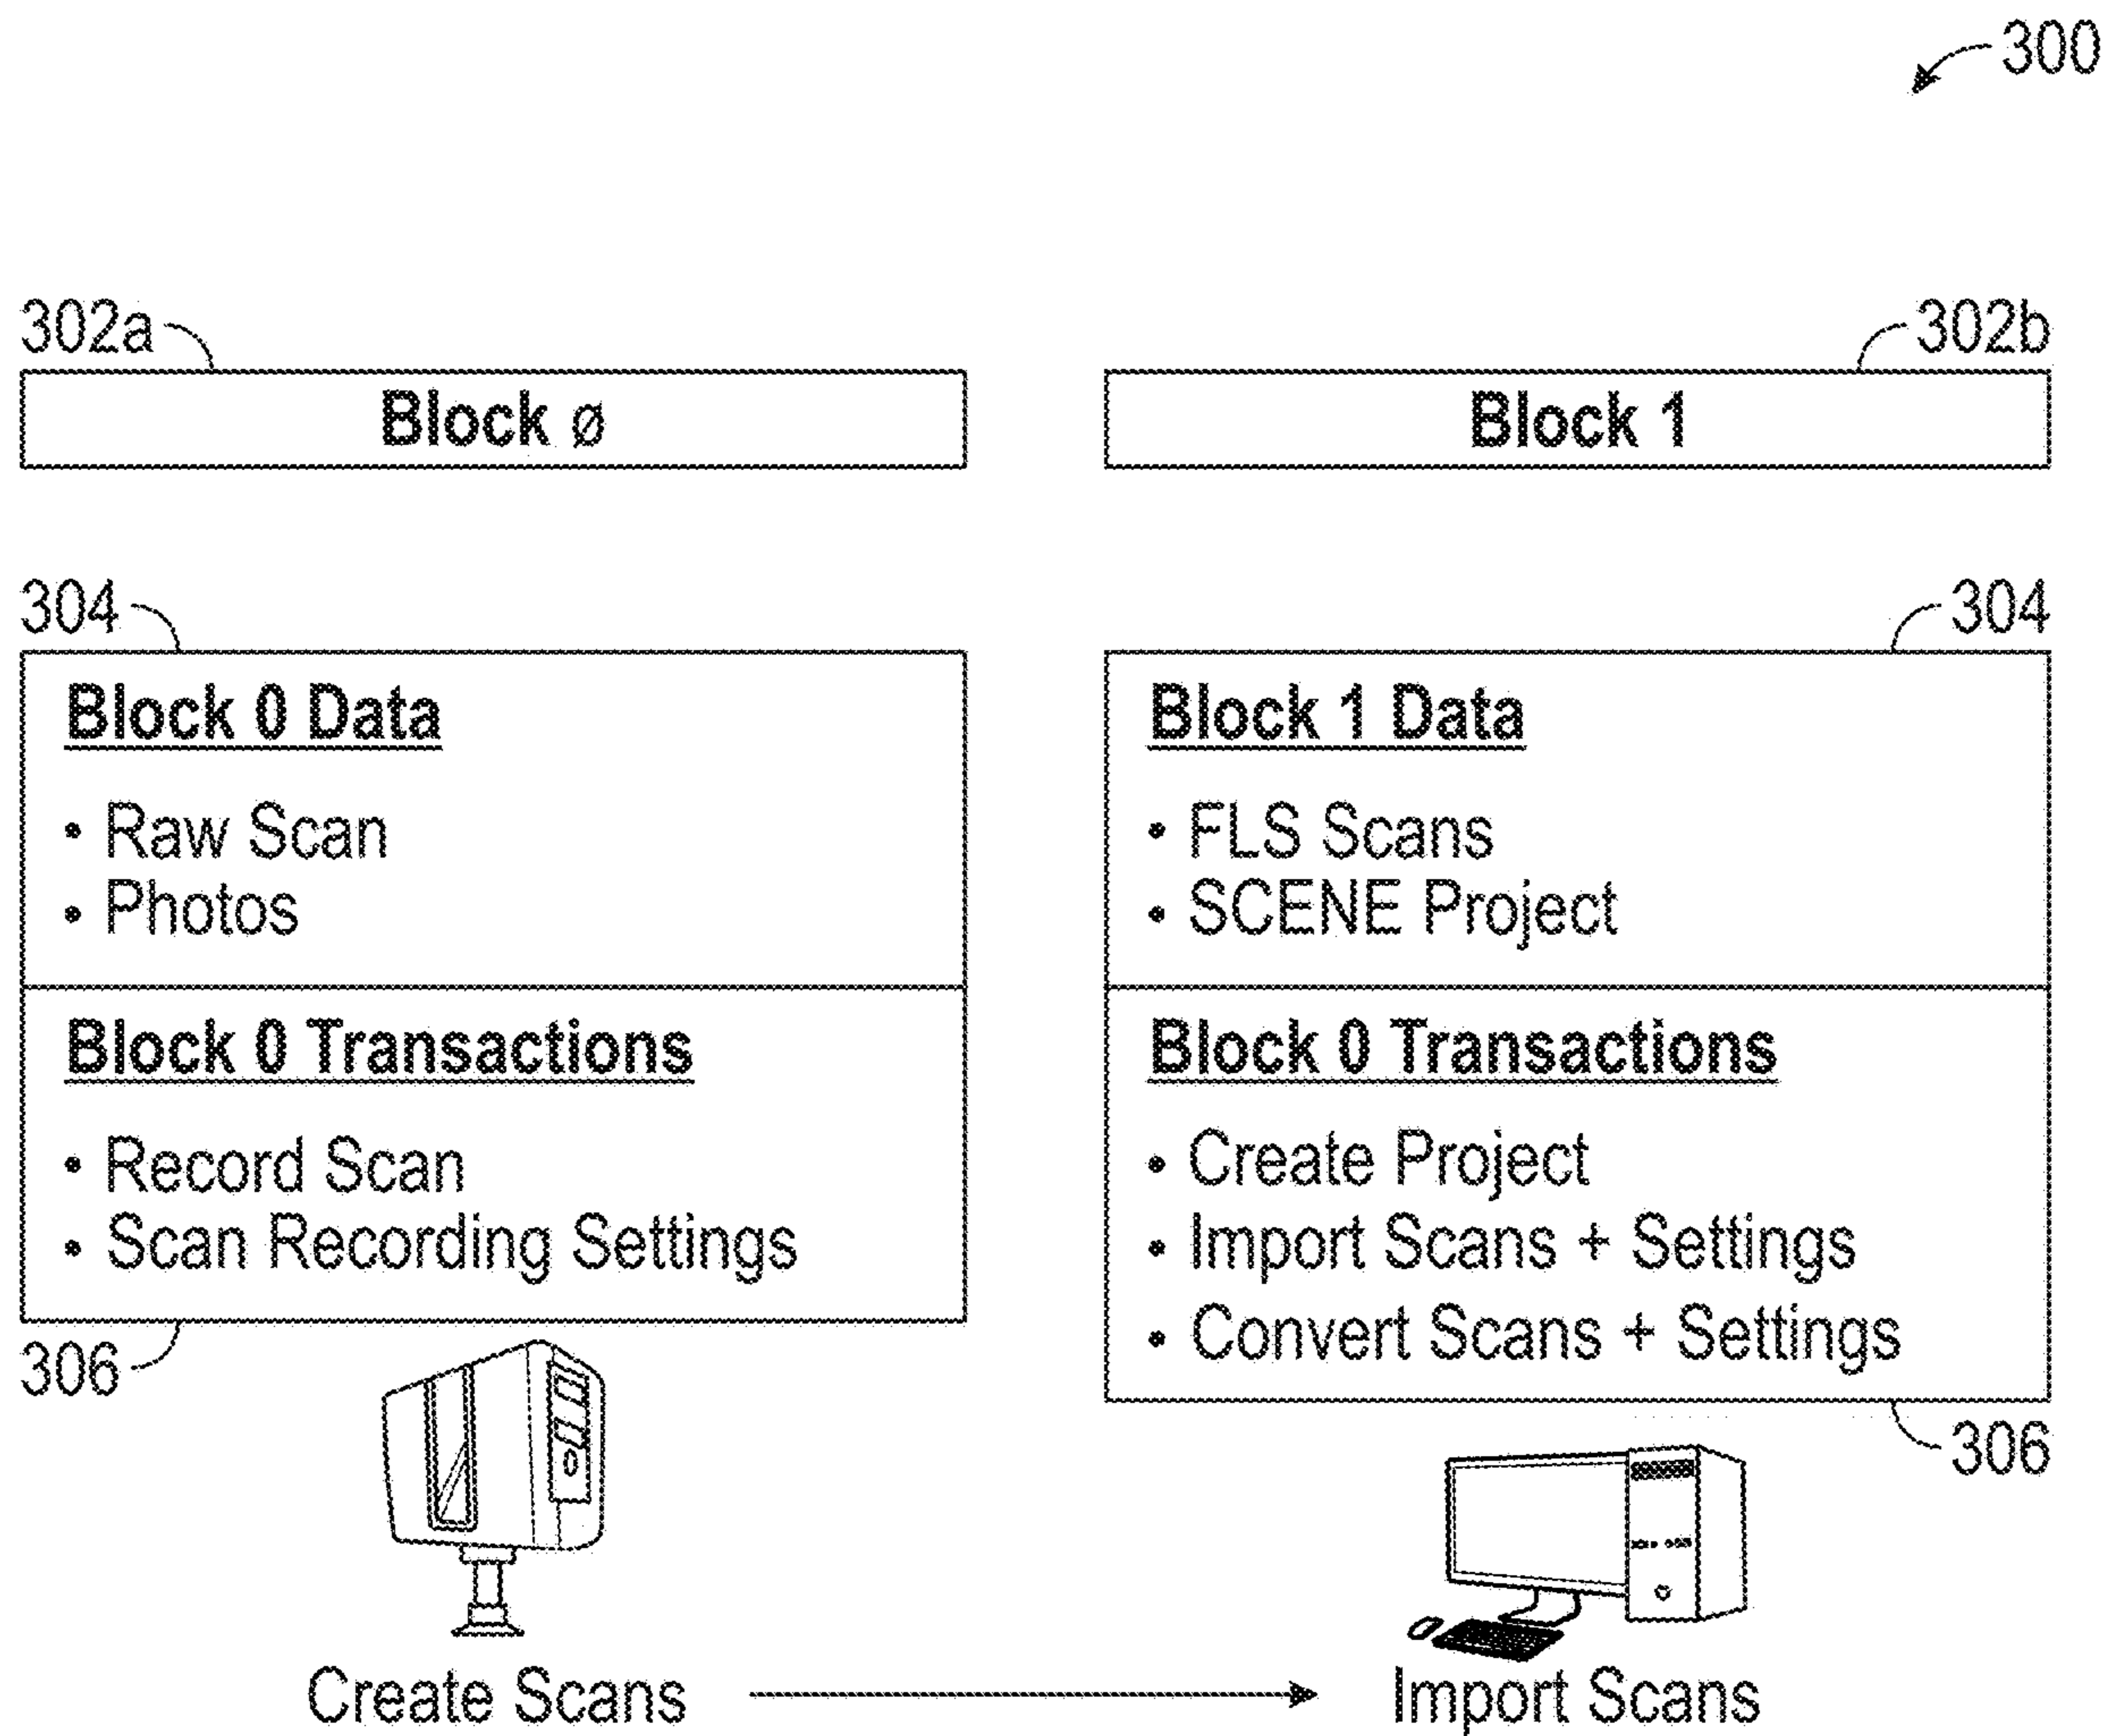 300
302a
Block ø
304
Block 0 Data
• Raw Scan
• Photos
Block 0 Transactions
• Record Scan
• Scan Recording Settings
306
Create Scans
302b
Block 1
304
Block 1 Data
• FLS Scans
• SCENE Project
Block 0 Transactions
• Create Project
• Import Scans + Settings
• Convert Scans + Settings
306
Import Scans